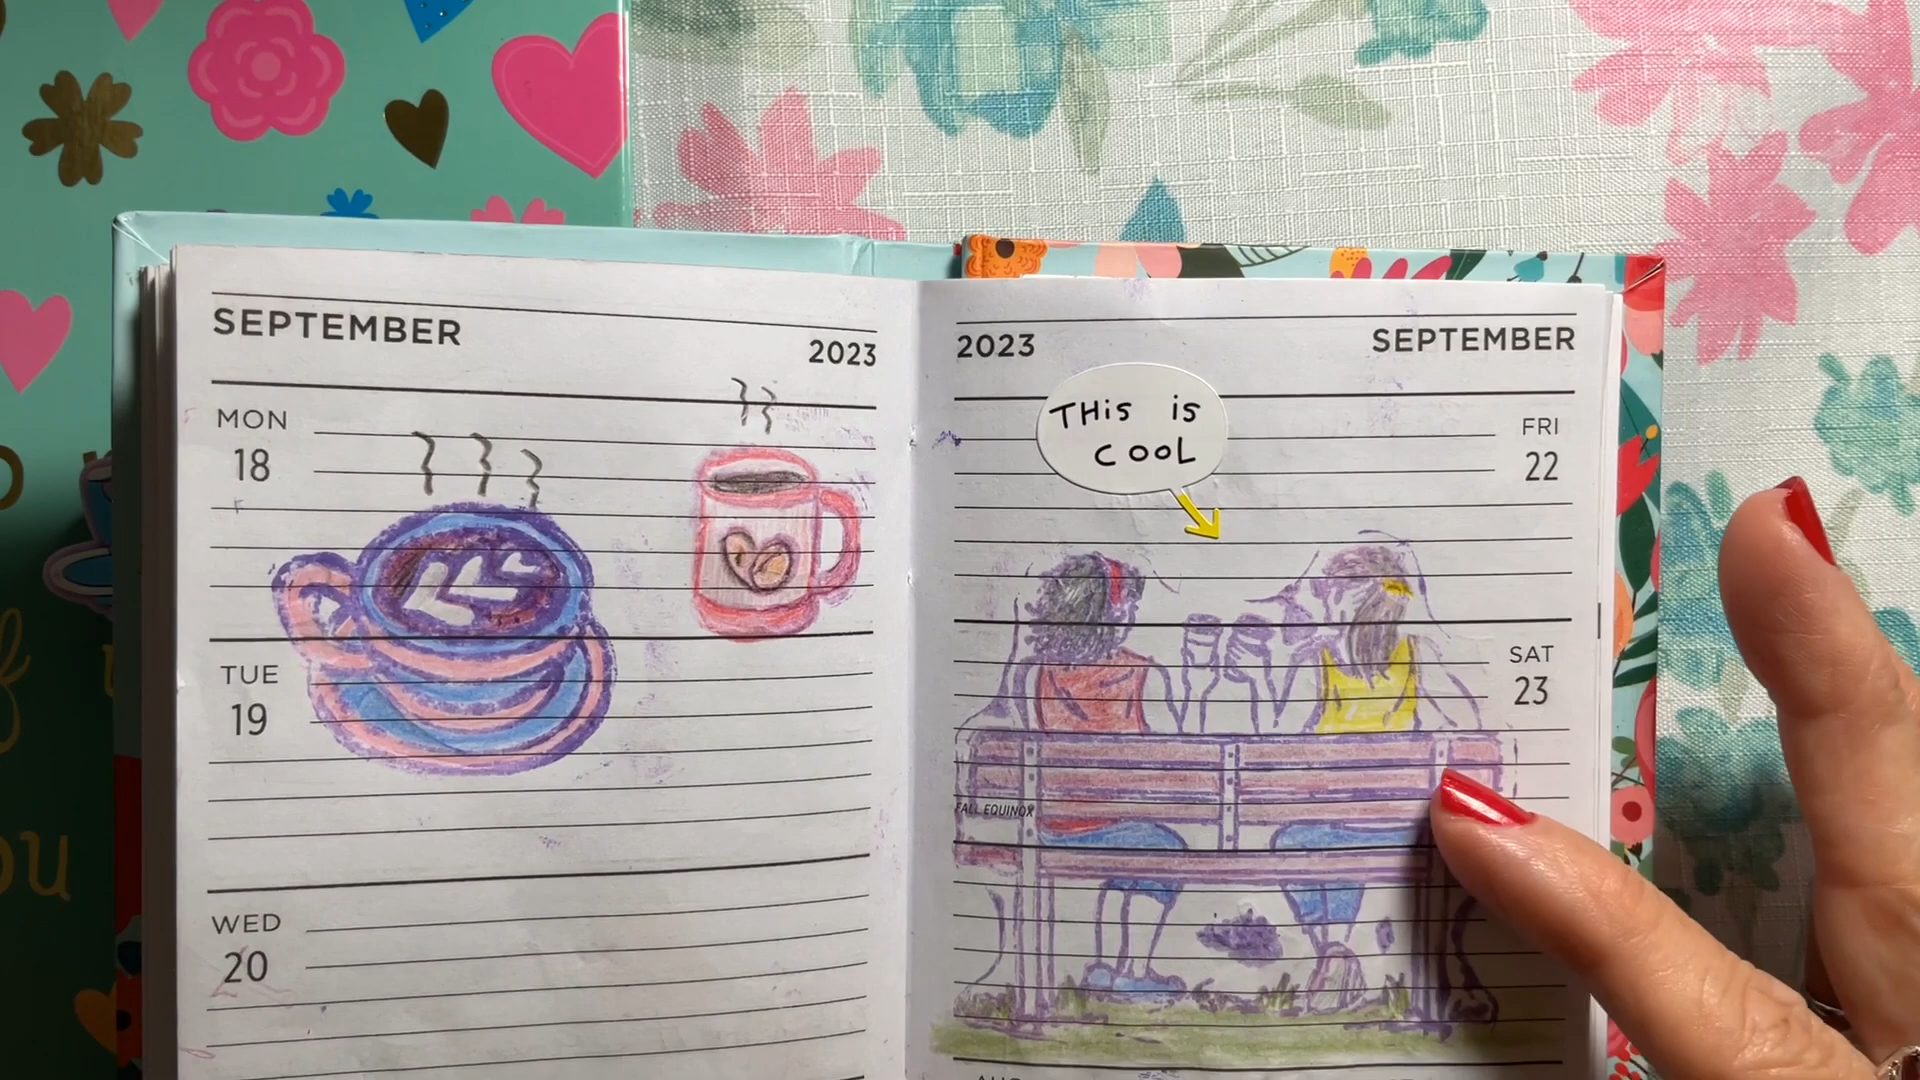 SEPTEMBER
2023
MON
18
TUE
19
WED
20
2023
SEPTEMBER
THiS iS
COOL
FRI
22
SAT
23
FALL EQUINOX
ou